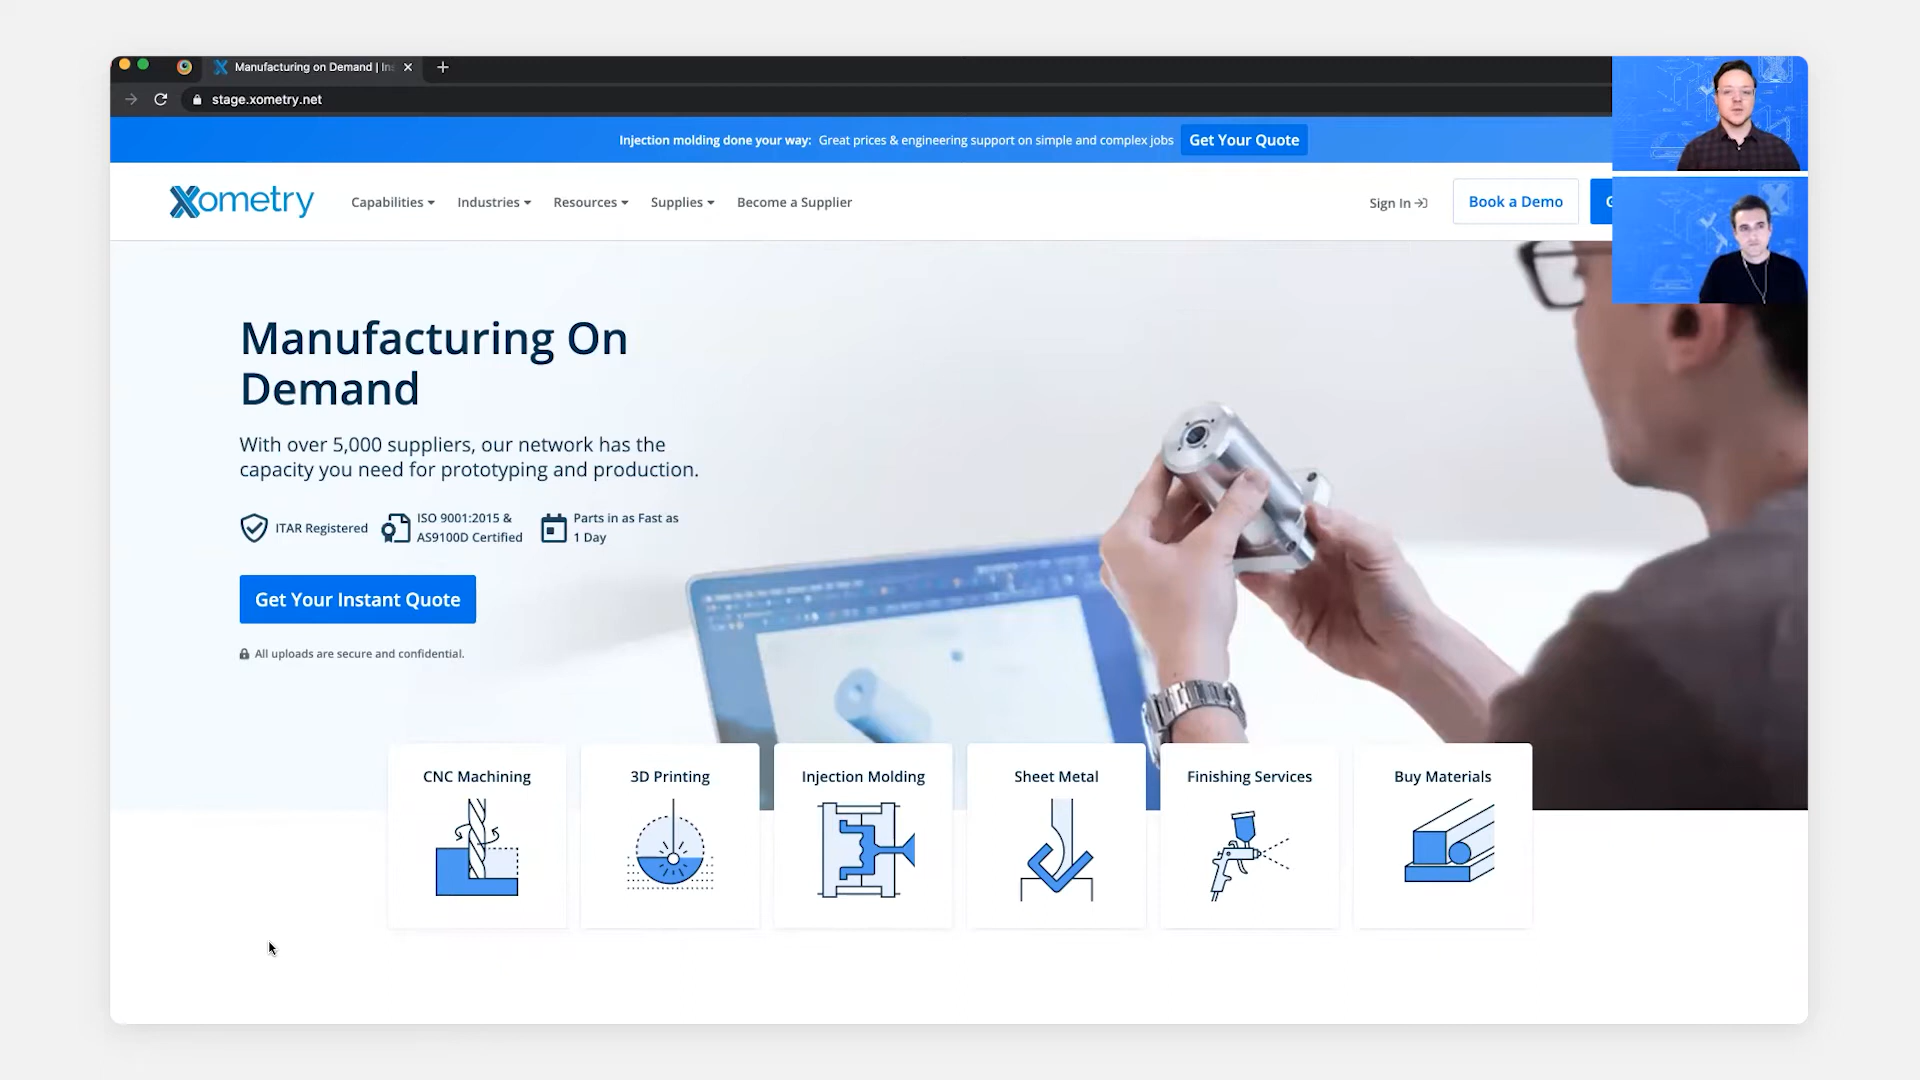 Manufacturing on Demand | In
stage.xometry.net
Injection molding done your way: Great prices & engineering support on simple and complex jobs
Get Your Quote
Xometry
Capabilities
Industries
Resources
Supplies
Become a Supplier
Sign In
Book a Demo
G
Manufacturing On
Demand
With over 5,000 suppliers, our network has the
capacity you need for prototyping and production.
ITAR Registered
ISO 9001:2015 &
AS9100D Certified
Parts in as Fast as
1 Day
Get Your Instant Quote
All uploads are secure and confidential.
CNC Machining
3D Printing
Injection Molding
Sheet Metal
Finishing Services
Buy Materials